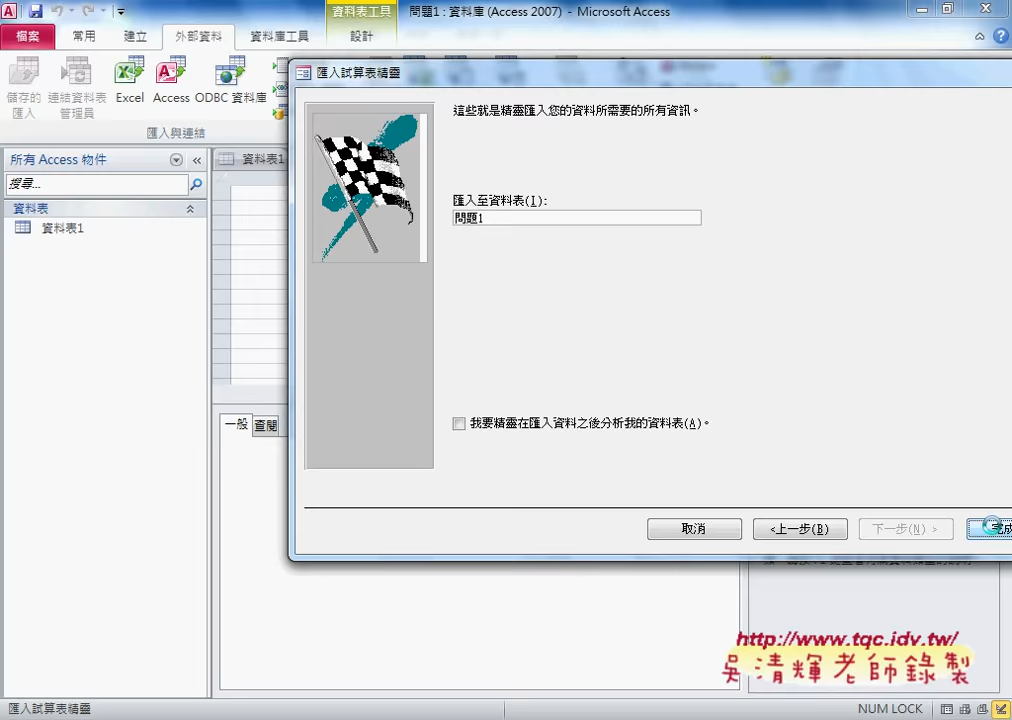 問題1 : 資料庫 (Access 2007) - Microsoft Access
資料表工具
檔案 常用 建立 外部資料 資料庫工具 設計
儲存的匯入
連結資料表管理員
Excel Access ODBC 資料庫
匯入與連結
匯入試算表精靈
這些就是精靈匯入您的資料所需要的所有資訊。
匯入至資料表(I):
問題1
我要精靈在匯入資料之後分析我的資料表(A)。
取消 <上一步(B) 下一步(N) > 完成
所有 Access 物件
搜尋...
資料表
資料表1
資料表1
一般 查閱
http://www.tqc.idv.tw/
吳清輝老師錄製
匯入試算表精靈
NUM LOCK